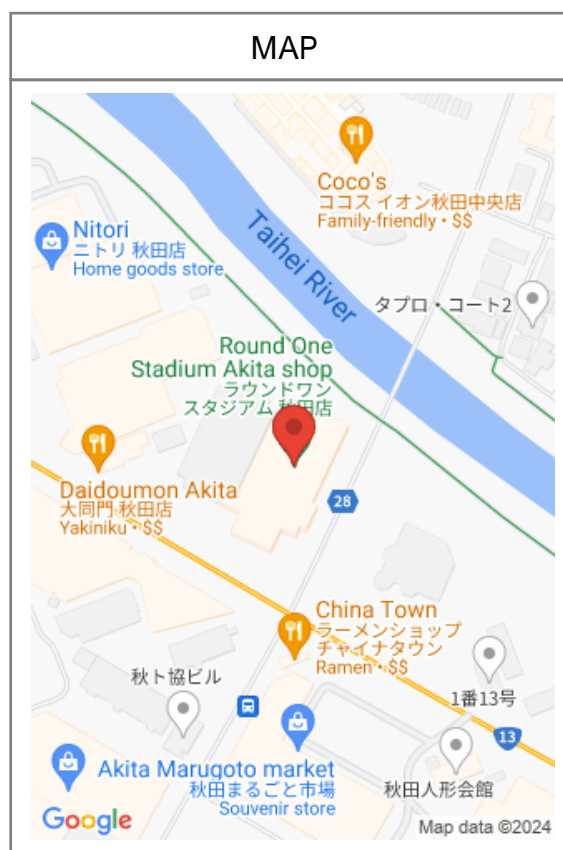 MAP
Coco's
ココス イオン秋田中央店
Family-friendly • $$
Nitori
ニトリ 秋田店
Home goods store
Taihei River
タプロ・コート2
Round One
Stadium Akita shop
ラウンドワン
スタジアム 秋田店
Daidoumon Akita
大同門 秋田店
Yakiniku • $$
28
China Town
ラーメンショップ
チャイナタウン
Ramen • $$
秋ト協ビル
1番13号
13
Akita Marugoto market
秋田まるごと市場
Souvenir store
秋田人形会館
Google
Map data ©2024